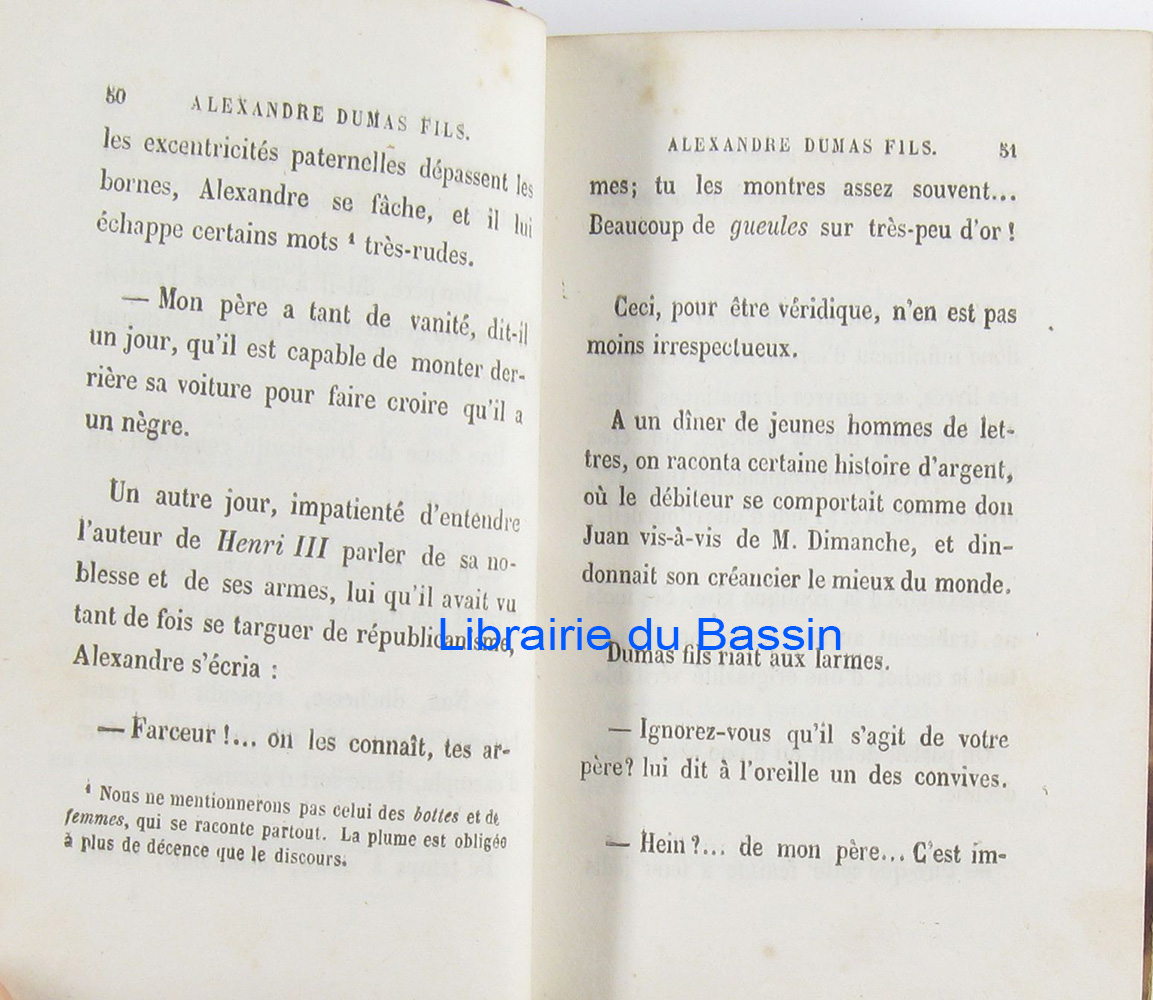 50 ALEXANDRE DUMAS FILS.
les excentricités paternelles dépassent les
bornes, Alexandre se fâche, et il lui
échappe certains mots ¹ très-rudes.
— Mon père a tant de vanité, dit-il
un jour, qu'il est capable de monter der-
rière sa voiture pour faire croire qu'il a
un nègre.
Un autre jour, impatienté d'entendre
l'auteur de Henri III parler de sa no-
blesse et de ses armes, lui qu'il avait vu
tant de fois se targuer de républicanisme,
Alexandre s'écria :
— Farceur !... on les connaît, tes ar-
¹ Nous ne mentionnerons pas celui des bottes et de
femmes, qui se raconte partout. La plume est obligée
à plus de décence que le discours.
ALEXANDRE DUMAS FILS. 51
mes; tu les montres assez souvent...
Beaucoup de gueules sur très-peu d'or !
Ceci, pour être véridique, n'en est pas
moins irrespectueux.
A un dîner de jeunes hommes de let-
tres, on raconta certaine histoire d'argent,
où le débiteur se comportait comme don
Juan vis-à-vis de M. Dimanche, et din-
donnait son créancier le mieux du monde.
Dumas fils riait aux larmes.
— Ignorez-vous qu'il s'agit de votre
père? lui dit à l'oreille un des convives.
— Hein ?... de mon père... C'est im-
Librairie du Bassin